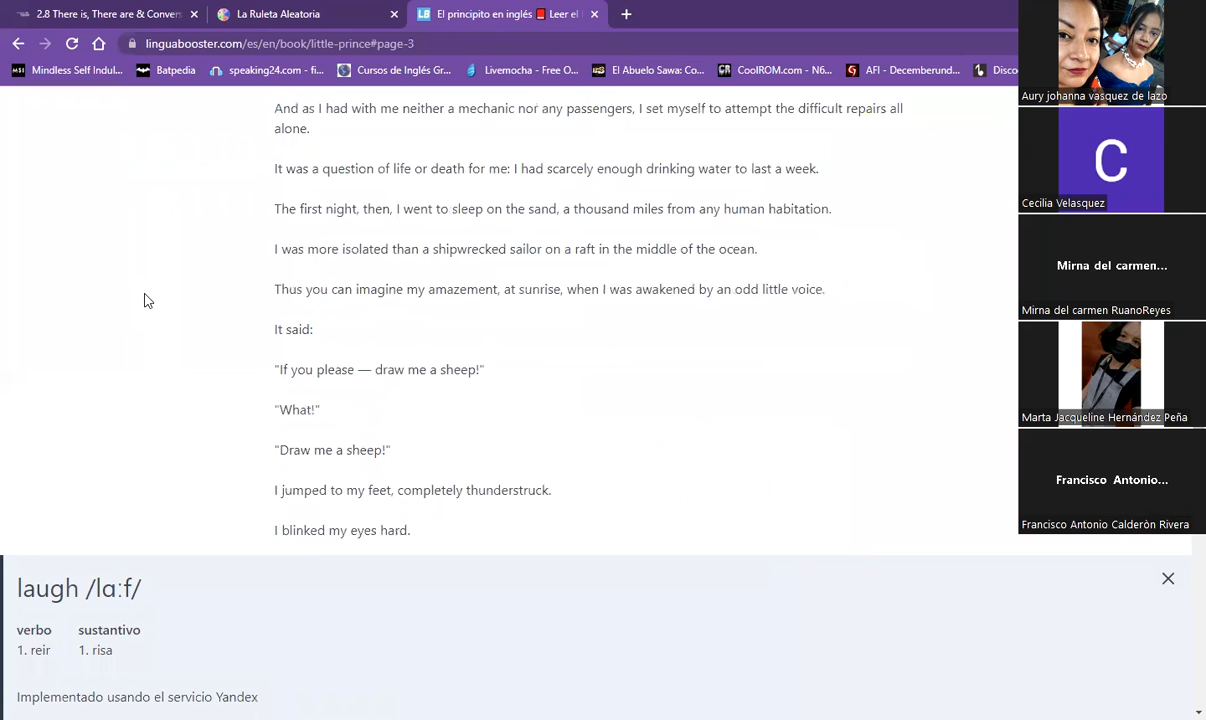 2.8 There is, There are & Conver
La Ruleta Aleatoria
El principito en inglés 📕 Leer el
linguabooster.com/es/en/book/little-prince#page-3
Mindless Self Indul...
Batpedia
speaking24.com - fi...
Cursos de Inglés Gr...
Livemocha - Free O...
El Abuelo Sawa: Co...
CoolROM.com - N6...
AFI - Decemberund...
Disco
And as I had with me neither a mechanic nor any passengers, I set myself to attempt the difficult repairs all
alone.
It was a question of life or death for me: I had scarcely enough drinking water to last a week.
The first night, then, I went to sleep on the sand, a thousand miles from any human habitation.
I was more isolated than a shipwrecked sailor on a raft in the middle of the ocean.
Thus you can imagine my amazement, at sunrise, when I was awakened by an odd little voice.
It said:
"If you please — draw me a sheep!"
"What!"
"Draw me a sheep!"
I jumped to my feet, completely thunderstruck.
I blinked my eyes hard.
laugh /lɑːf/
verbo sustantivo
1. reir 1. risa
Implementado usando el servicio Yandex
Aury johanna vasquez de lazo
C
Cecilia Velasquez
Mirna del carmen...
Mirna del carmen RuanoReyes
Marta Jacqueline Hernández Peña
Francisco Antonio...
Francisco Antonio Calderòn Rivera